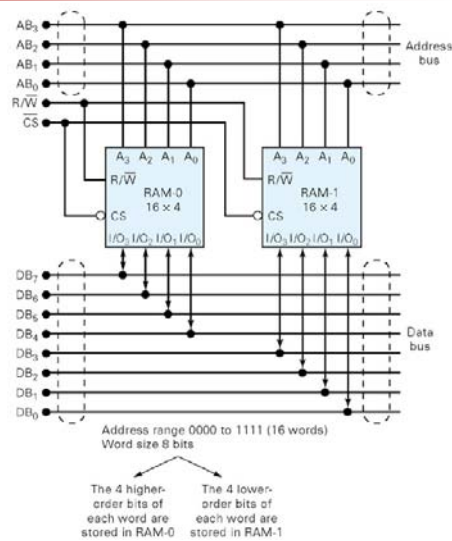 AB₃
AB₂
Address
bus
AB₁
AB₀
R/W̅
C̅S̅
A₃ A₂ A₁ A₀
A₃ A₂ A₁ A₀
R/W̅
RAM-0
16 × 4
CS
I/O₃ I/O₂ I/O₁ I/O₀
R/W̅
RAM-1
16 × 4
CS
I/O₃ I/O₂ I/O₁ I/O₀
DB₇
DB₆
DB₅
DB₄
Data
bus
DB₃
DB₂
DB₁
DB₀
Address range 0000 to 1111 (16 words)
Word size 8 bits
The 4 higher-
order bits of
each word are
stored in RAM-0
The 4 lower-
order bits of
each word are
stored in RAM-1